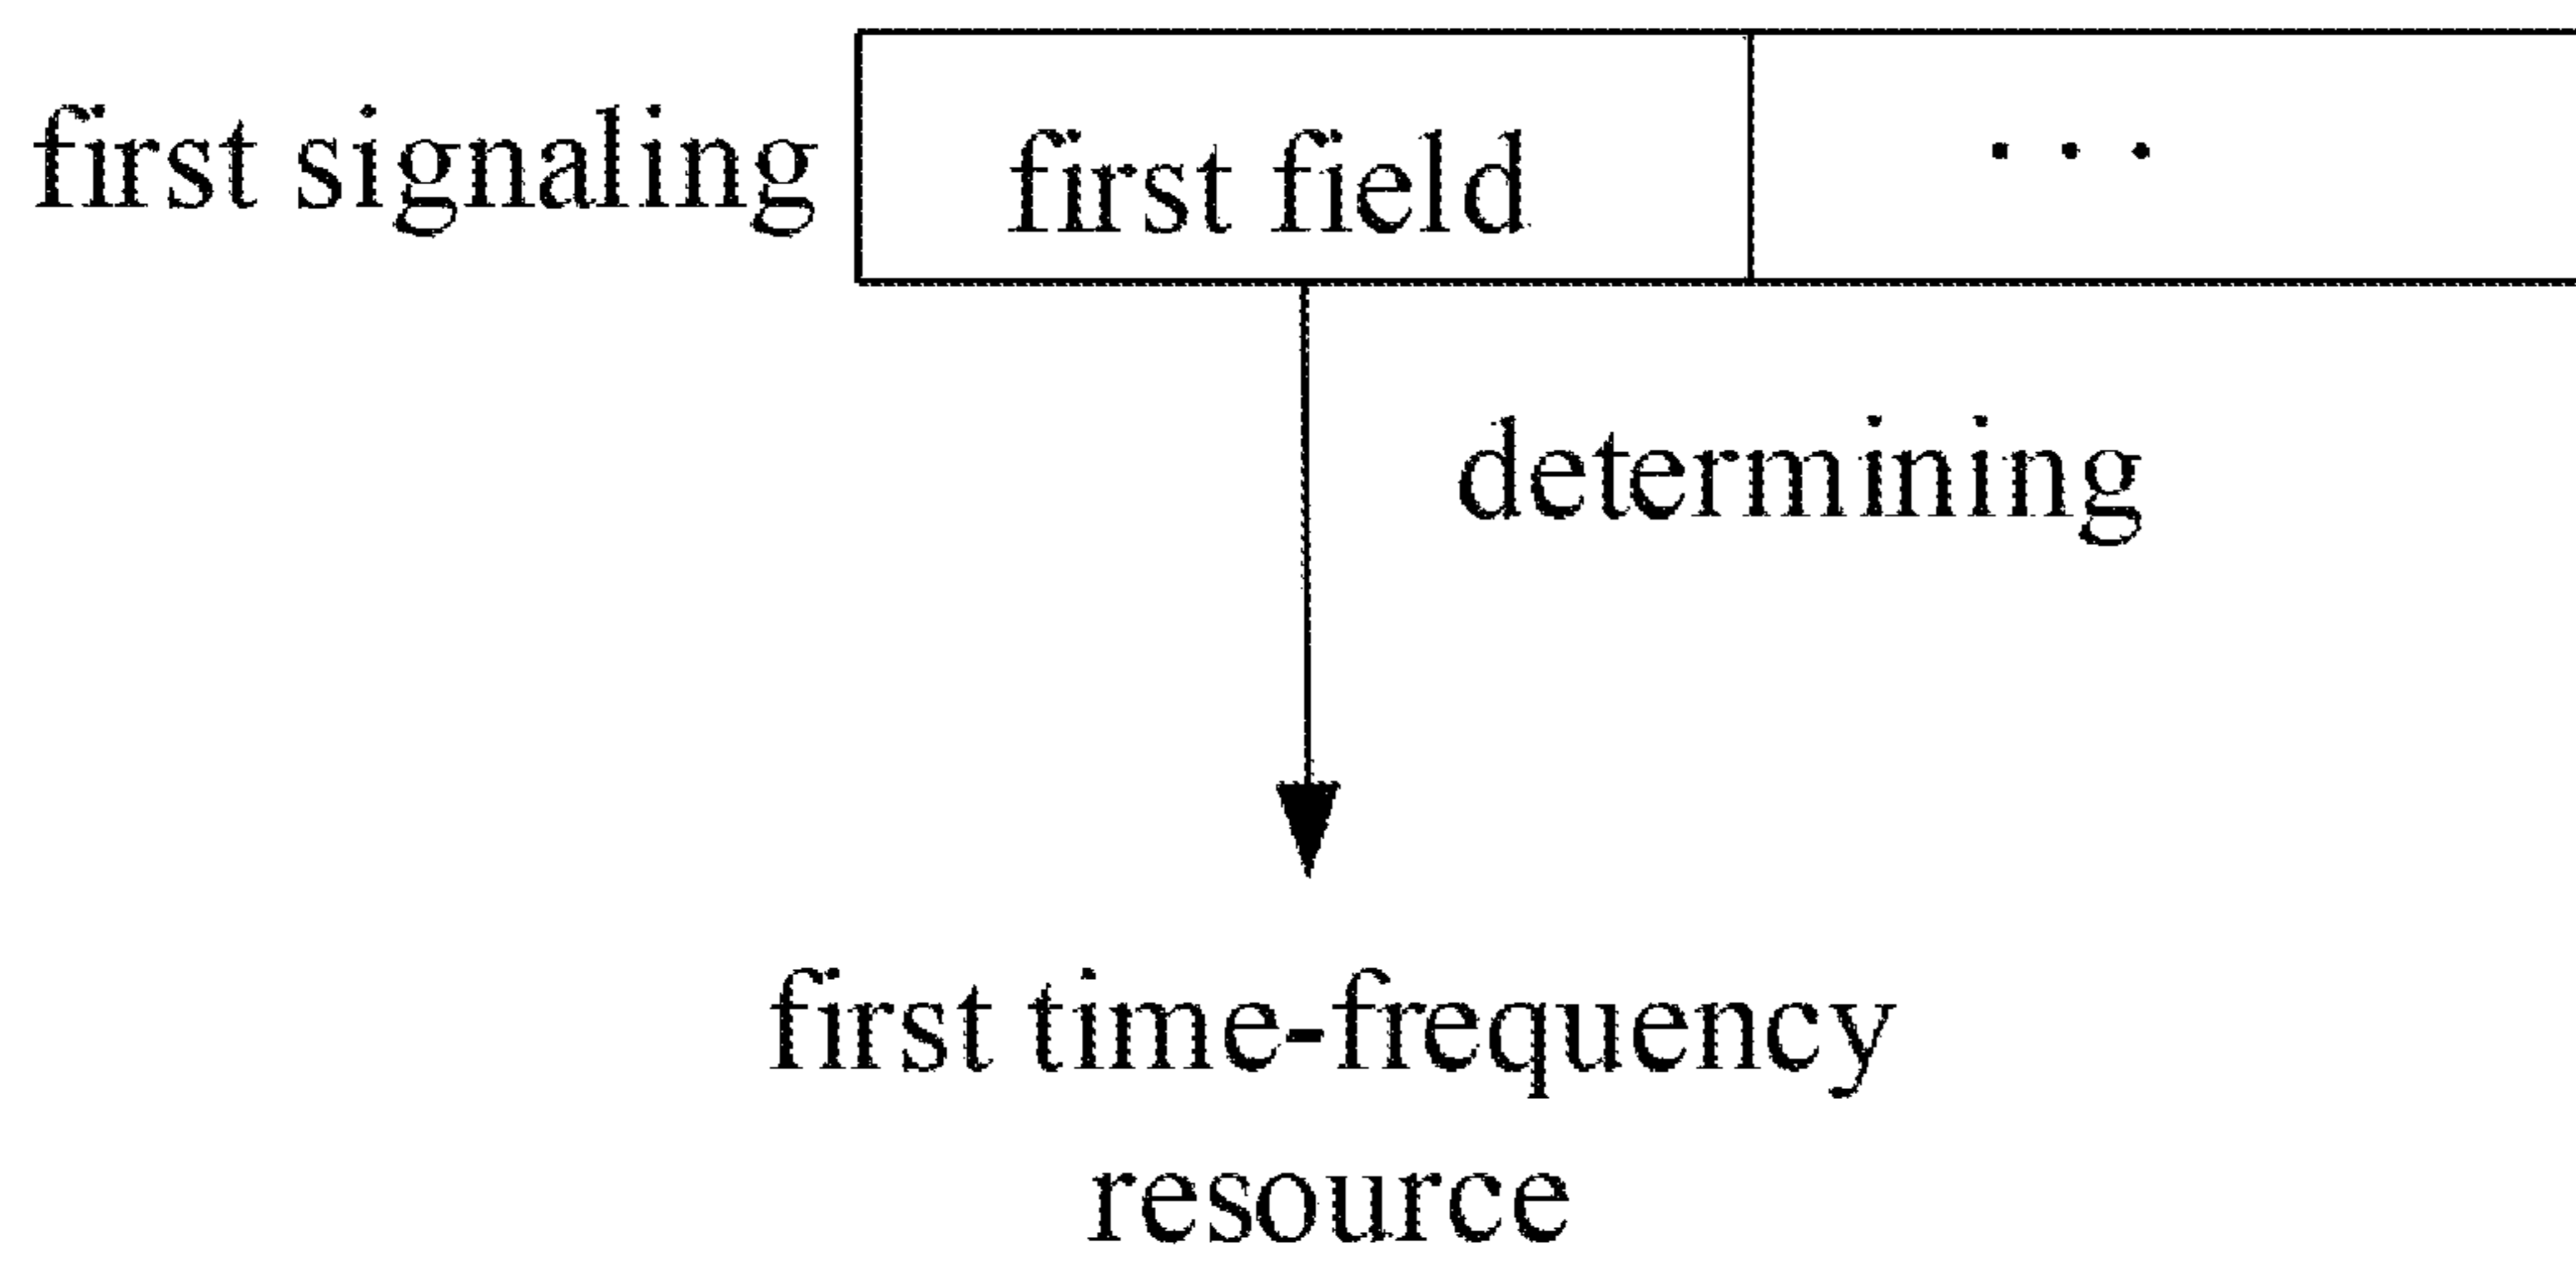 first signaling
first field
. . .
determining
first time-frequency
resource